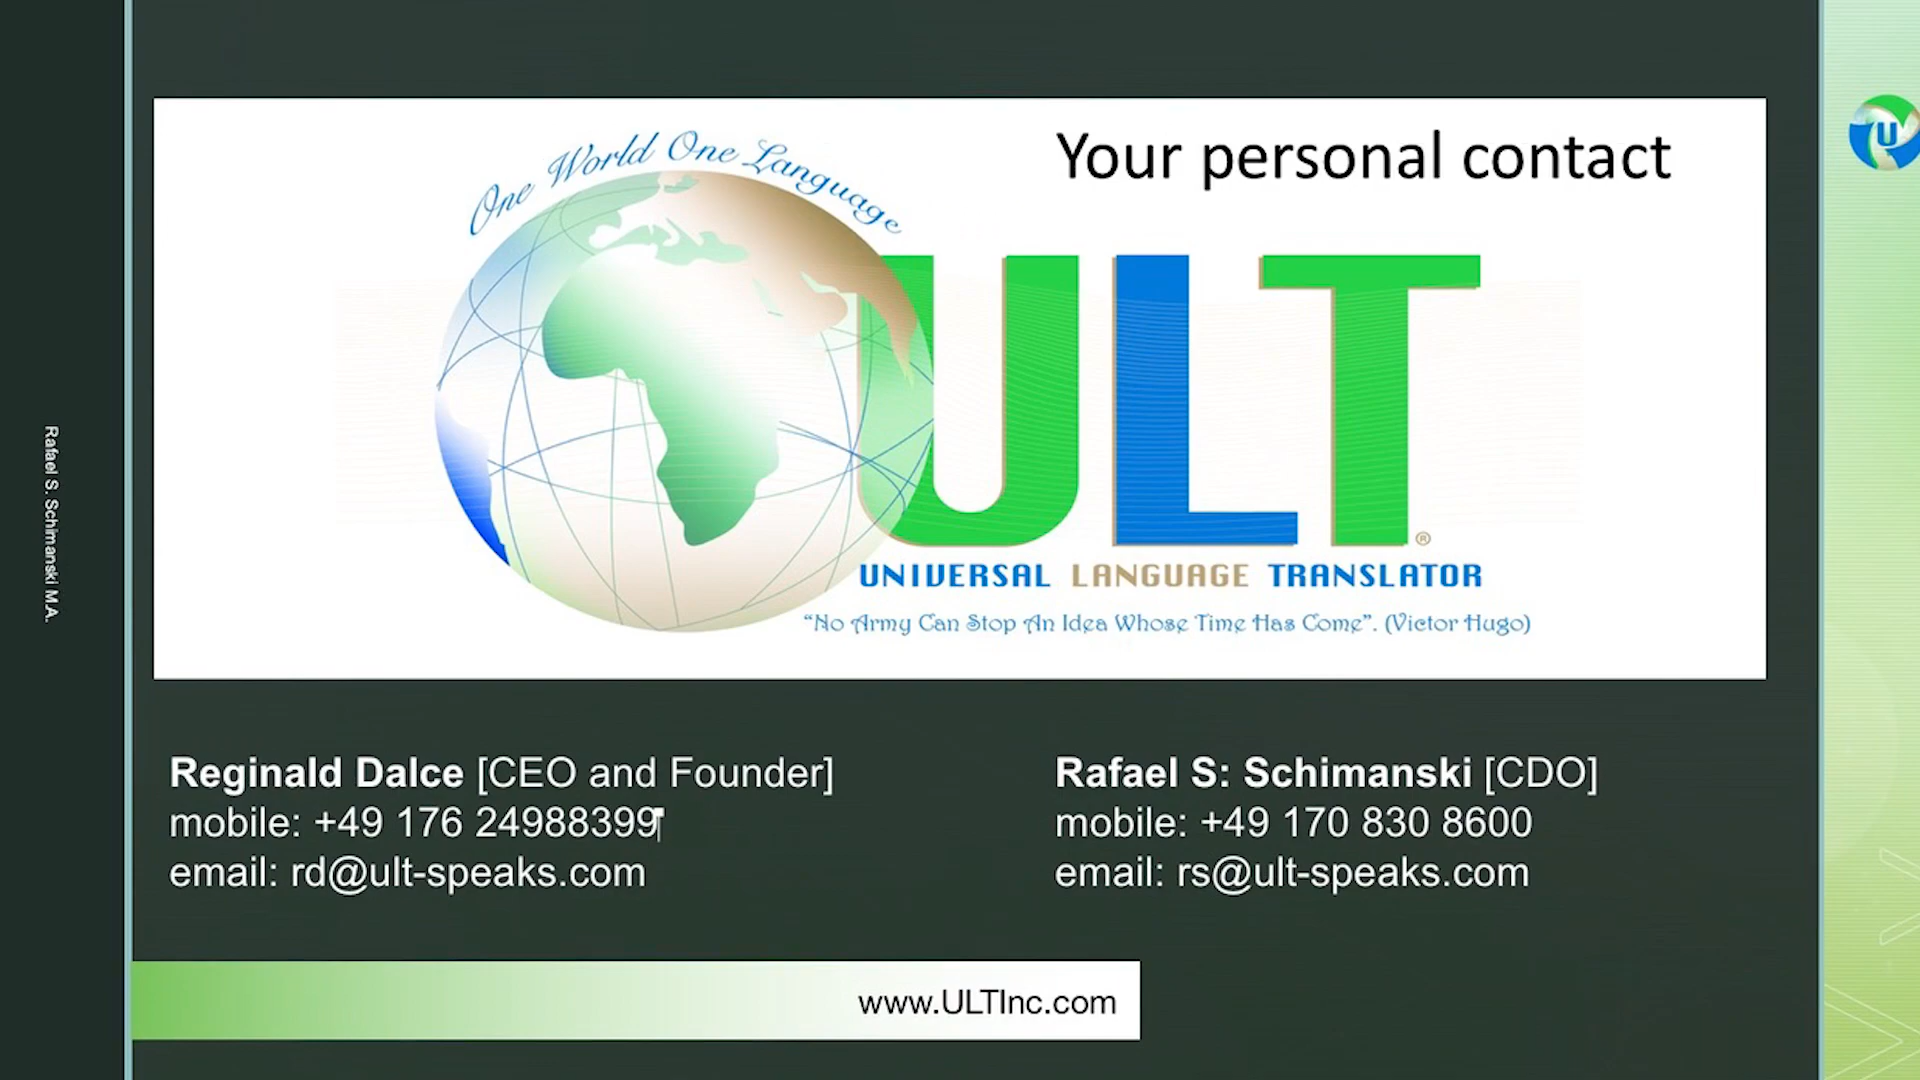 Your personal contact
One World One Language
ULT®
UNIVERSAL LANGUAGE TRANSLATOR
“No Army Can Stop An Idea Whose Time Has Come”. (Victor Hugo)
U
Rafael S. Schimanski M.A.
Reginald Dalce [CEO and Founder]
mobile: +49 176 24988399
email: rd@ult-speaks.com
Rafael S: Schimanski [CDO]
mobile: +49 170 830 8600
email: rs@ult-speaks.com
www.ULTInc.com